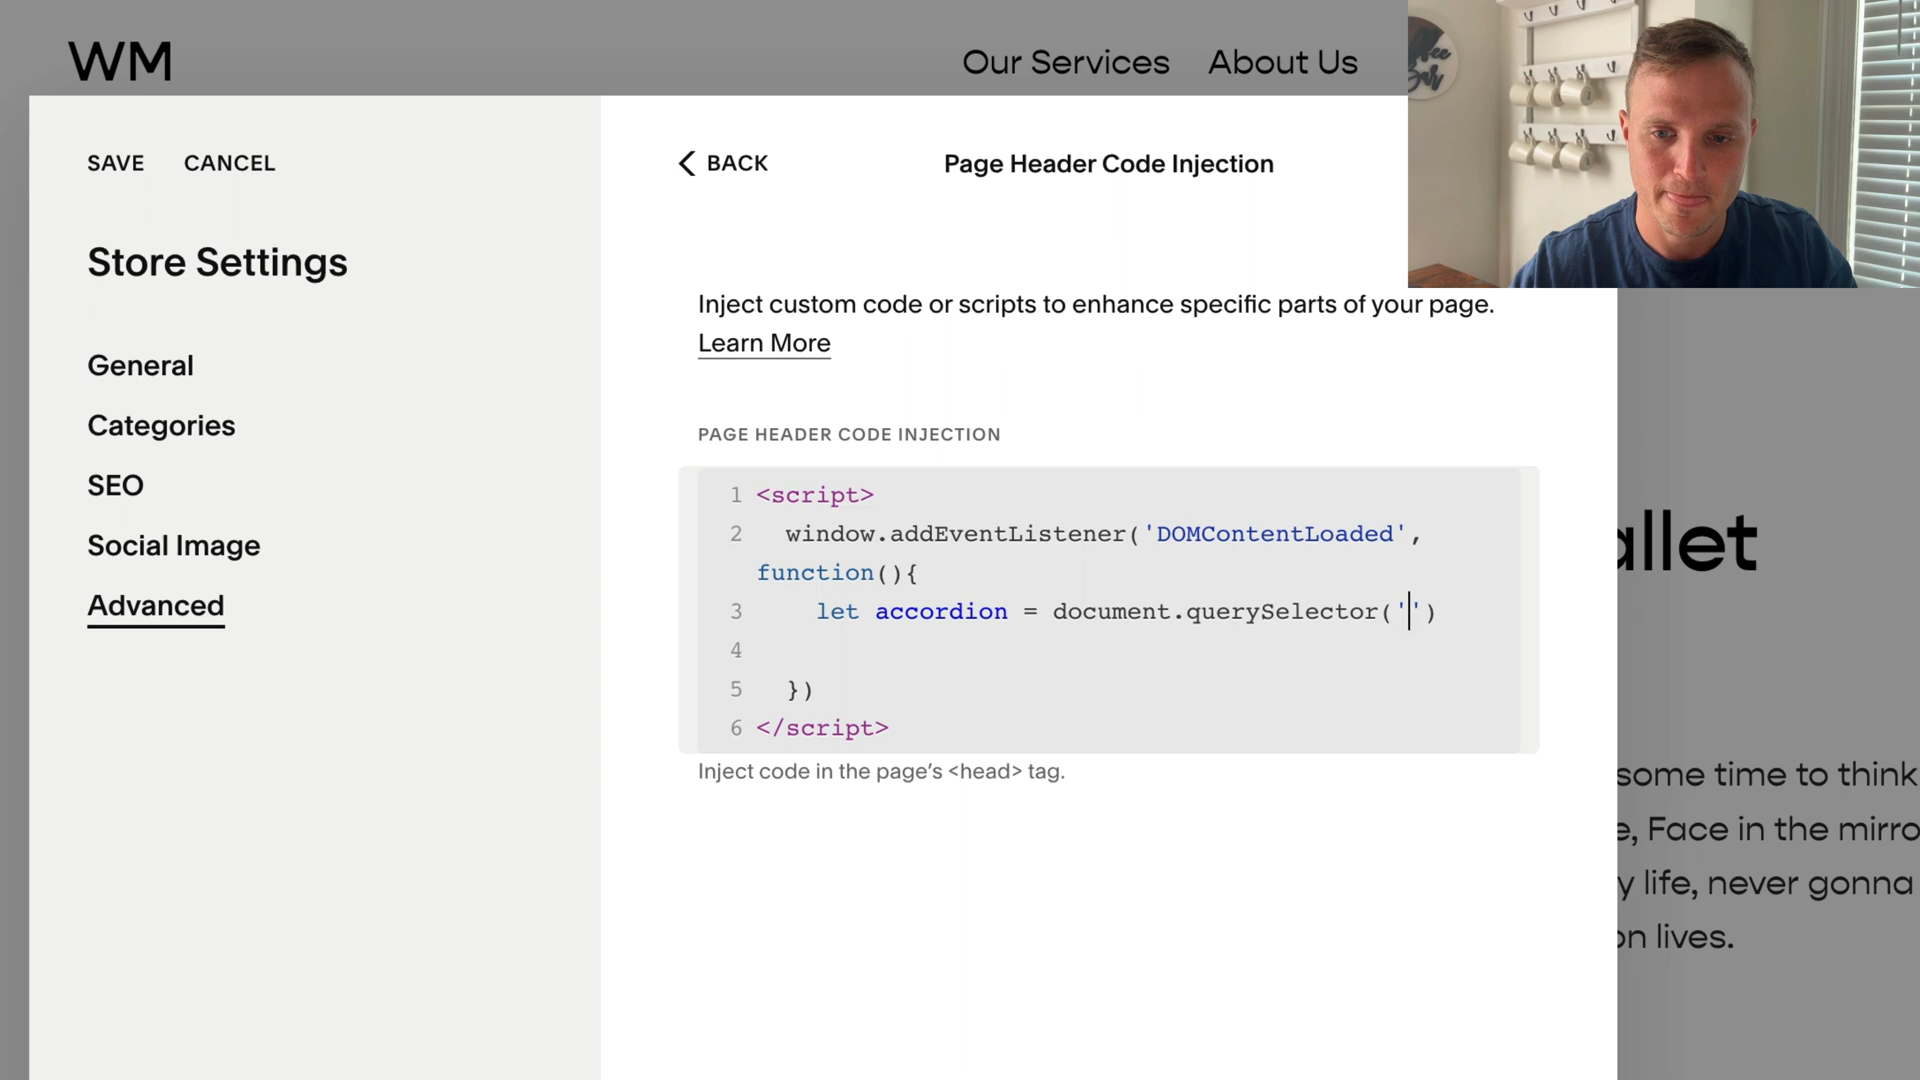 WM
Our Services
About Us
SAVE
CANCEL
BACK
Page Header Code Injection
Store Settings
General
Categories
SEO
Social Image
Advanced
Inject custom code or scripts to enhance specific parts of your page.
Learn More
PAGE HEADER CODE INJECTION
1 <script>
2 window.addEventListener('DOMContentLoaded',
function(){
3 let accordion = document.querySelector('')
4
5 })
6 </script>
Inject code in the page’s <head> tag.
allet
some time to think
e, Face in the mirro
y life, never gonna
on lives.